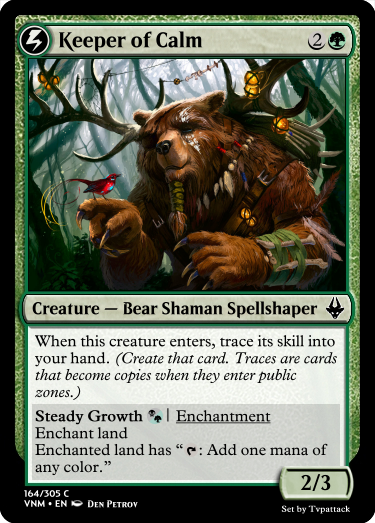 Keeper of Calm 2
Creature — Bear Shaman Spellshaper
When this creature enters, trace its skill into
your hand. (Create that card. Traces are cards
that become copies when they enter public
zones.)
Steady Growth | Enchantment
Enchant land
Enchanted land has “: Add one mana of
any color.”
2/3
164/305 C
VNM • EN Den Petrov
Set by Tvpattack